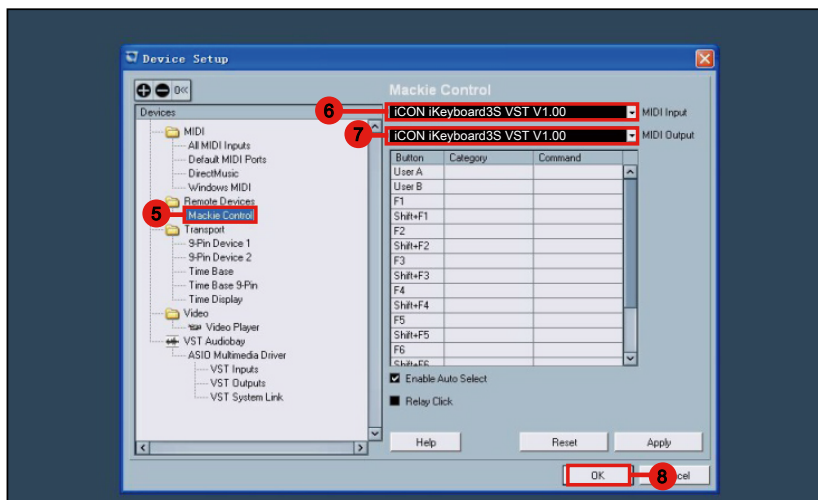 Device Setup
Mackie Control
Devices
6 iCON iKeyboard3S VST V1.00 MIDI Input
7 iCON iKeyboard3S VST V1.00 MIDI Output
MIDI
All MIDI Inputs
Default MIDI Ports
DirectMusic
Windows MIDI
Remote Devices
5 Mackie Control
Transport
9-Pin Device 1
9-Pin Device 2
Time Base
Time Base 9-Pin
Time Display
Video
Video Player
VST Audiobay
ASIO Multimedia Driver
VST Inputs
VST Outputs
VST System Link
Button Category Command
User A
User B
F1
Shift+F1
F2
Shift+F2
F3
Shift+F3
F4
Shift+F4
F5
Shift+F5
F6
Shift+F6
Enable Auto Select
Relay Click
Help Reset Apply
OK 8 cel